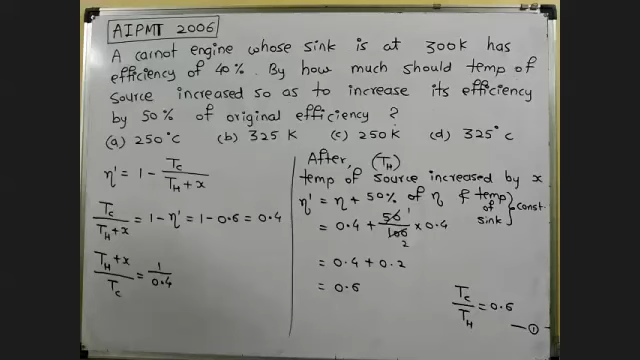 AIPMT 2006
A carnot engine whose sink is at 300k has
efficiency of 40%. By how much should temp of
source increased so as to increase its efficiency
by 50% of original efficiency ?
(a) 250°C (b) 325 K (c) 250K (d) 325°C
η' = 1 - Tc/(TH+x)
Tc/(TH+x) = 1 - η' = 1 - 0.6 = 0.4
(TH+x)/Tc = 1/0.4
After, (TH)
temp of source increased by x
η' = η + 50% of η & temp of sink } const.
= 0.4 + 50/100 1/2 × 0.4
= 0.4 + 0.2
= 0.6
Tc/TH = 0.6 —①